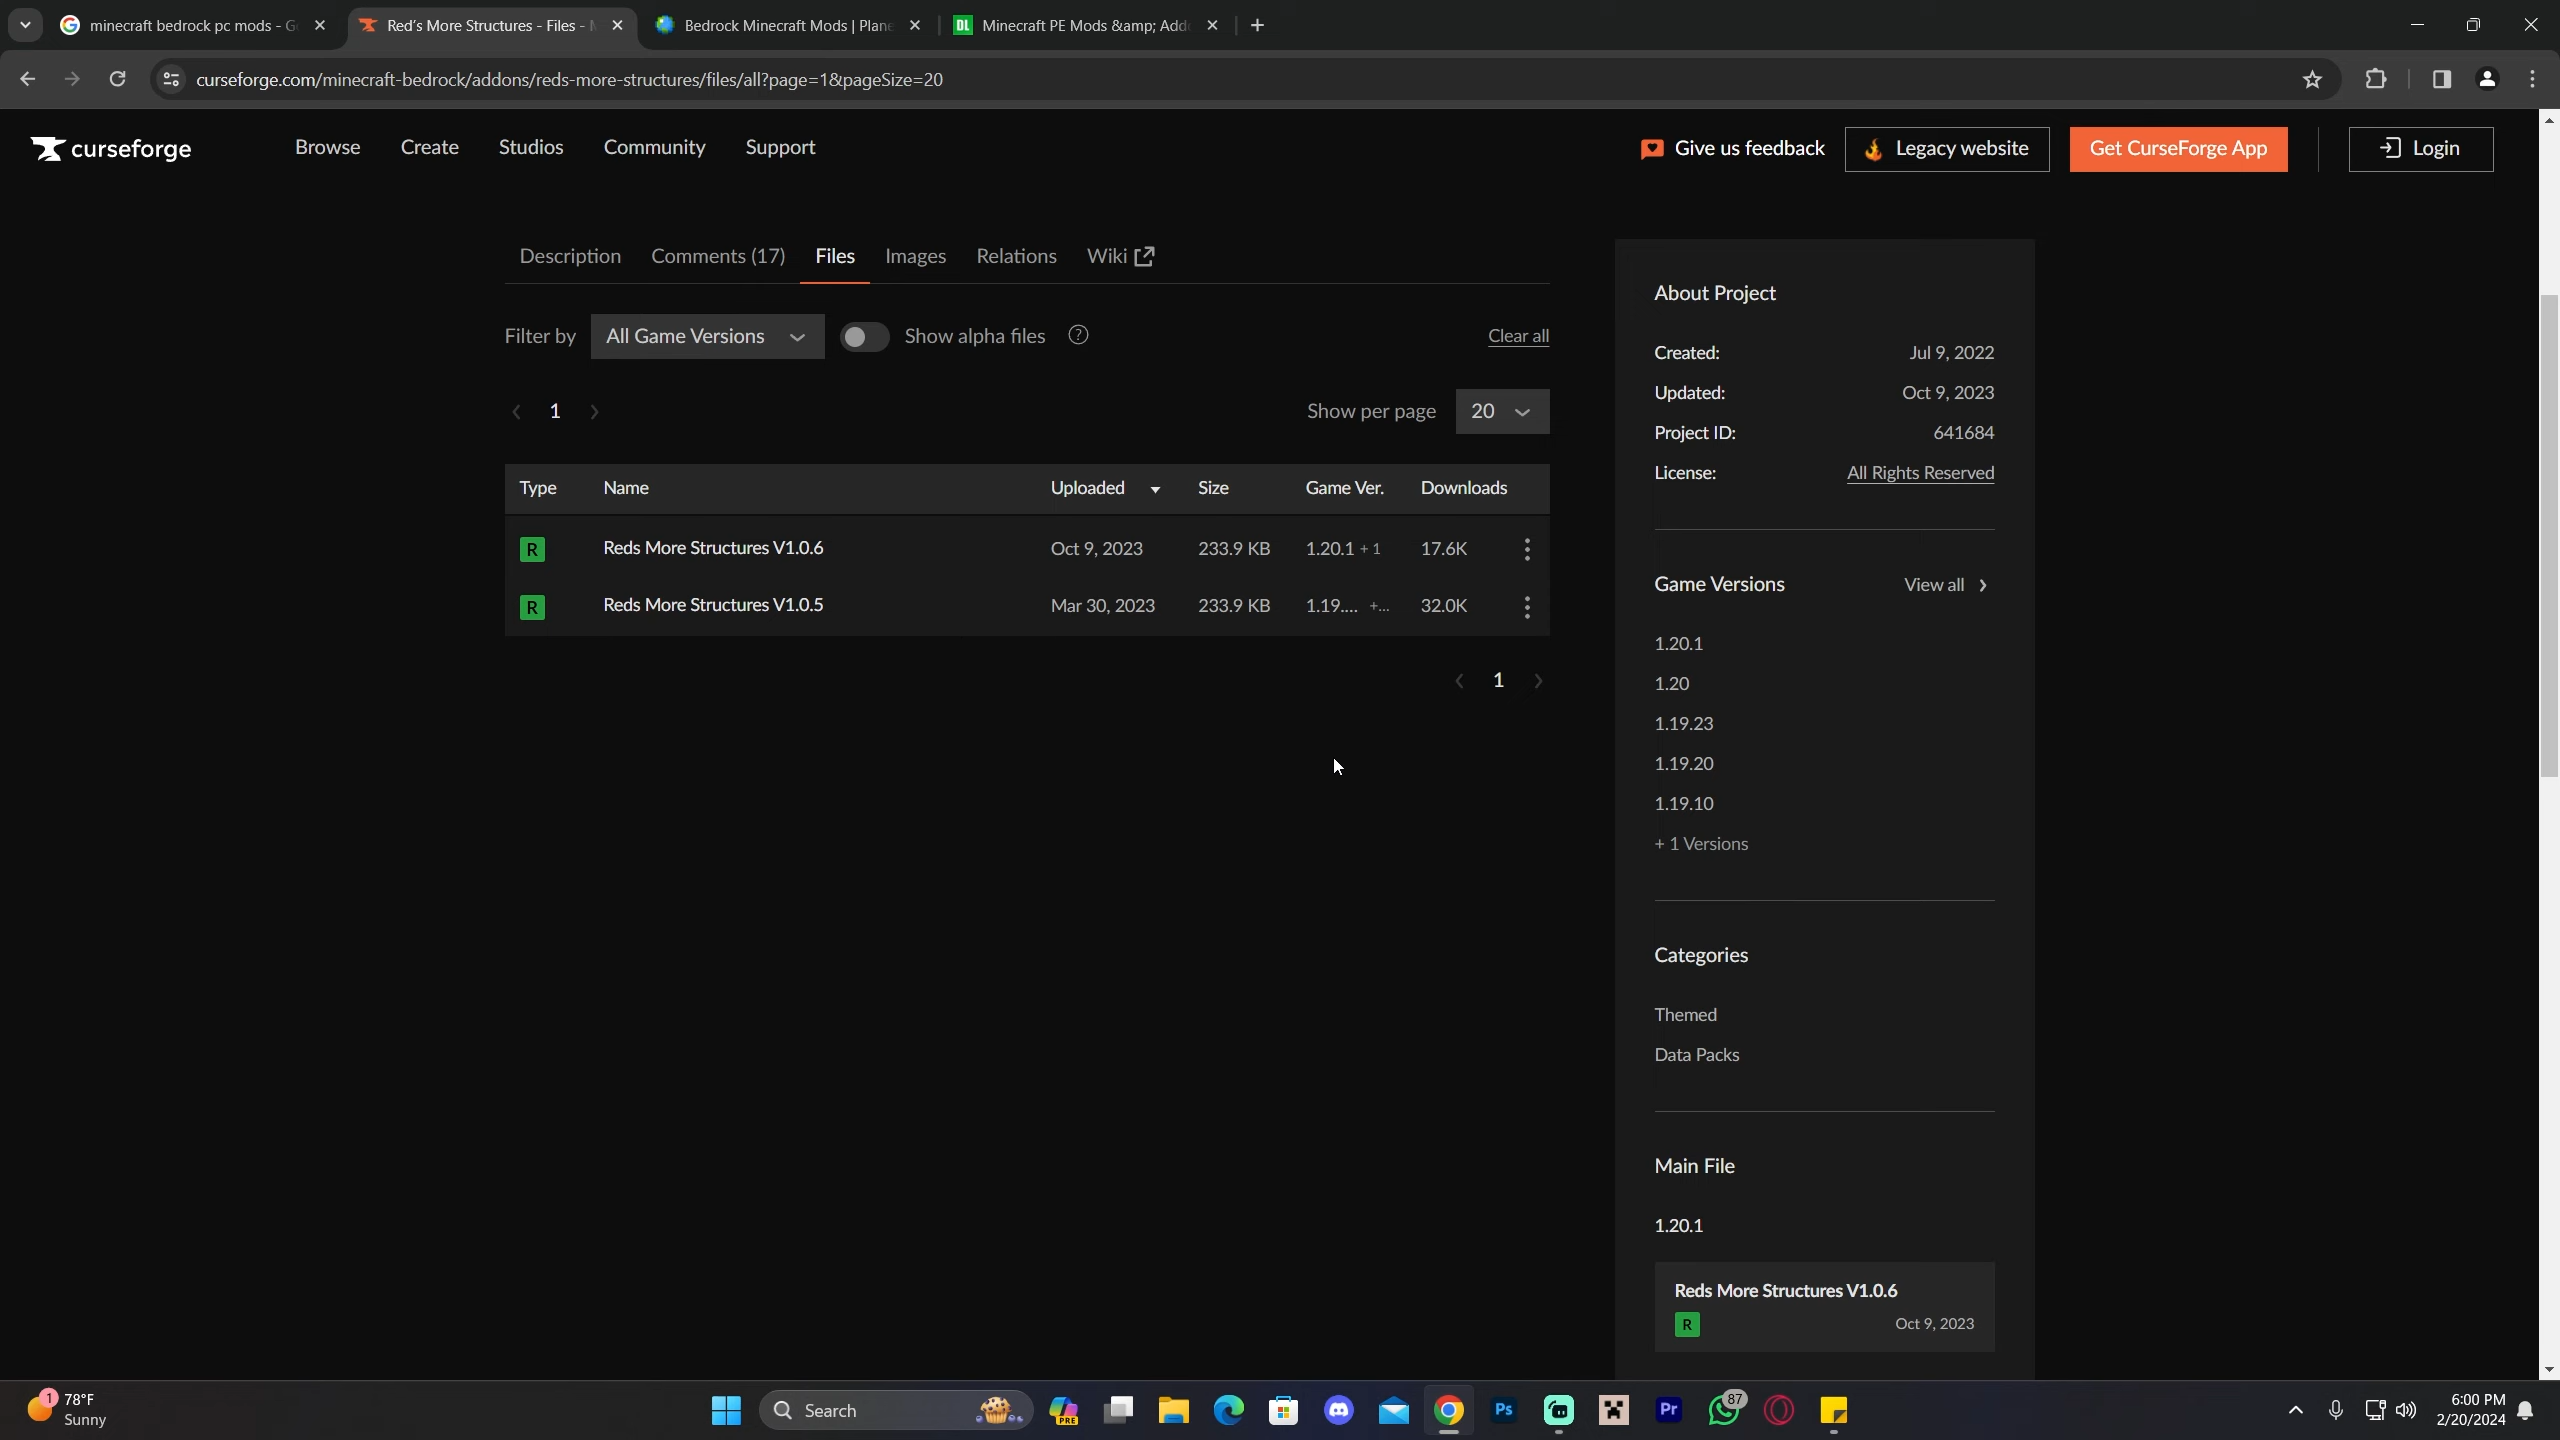 minecraft bedrock pc mods - G
Red's More Structures - Files -
Bedrock Minecraft Mods | Plane
DL Minecraft PE Mods &amp; Add
curseforge.com/minecraft-bedrock/addons/reds-more-structures/files/all?page=1&pageSize=20
curseforge
Browse Create Studios Community Support
Give us feedback Legacy website Get CurseForge App Login
Description Comments (17) Files Images Relations Wiki
Filter by All Game Versions Show alpha files ? Clear all
1 Show per page 20
Type Name Uploaded Size Game Ver. Downloads
R Reds More Structures V1.0.6 Oct 9, 2023 233.9 KB 1.20.1 + 1 17.6K
R Reds More Structures V1.0.5 Mar 30, 2023 233.9 KB 1.19.... +... 32.0K
1
About Project
Created: Jul 9, 2022
Updated: Oct 9, 2023
Project ID: 641684
License: All Rights Reserved
Game Versions View all
1.20.1
1.20
1.19.23
1.19.20
1.19.10
+ 1 Versions
Categories
Themed
Data Packs
Main File
1.20.1
Reds More Structures V1.0.6
R Oct 9, 2023
1 78°F
Sunny
Search
PRE
Ps
Pr
87
6:00 PM
2/20/2024